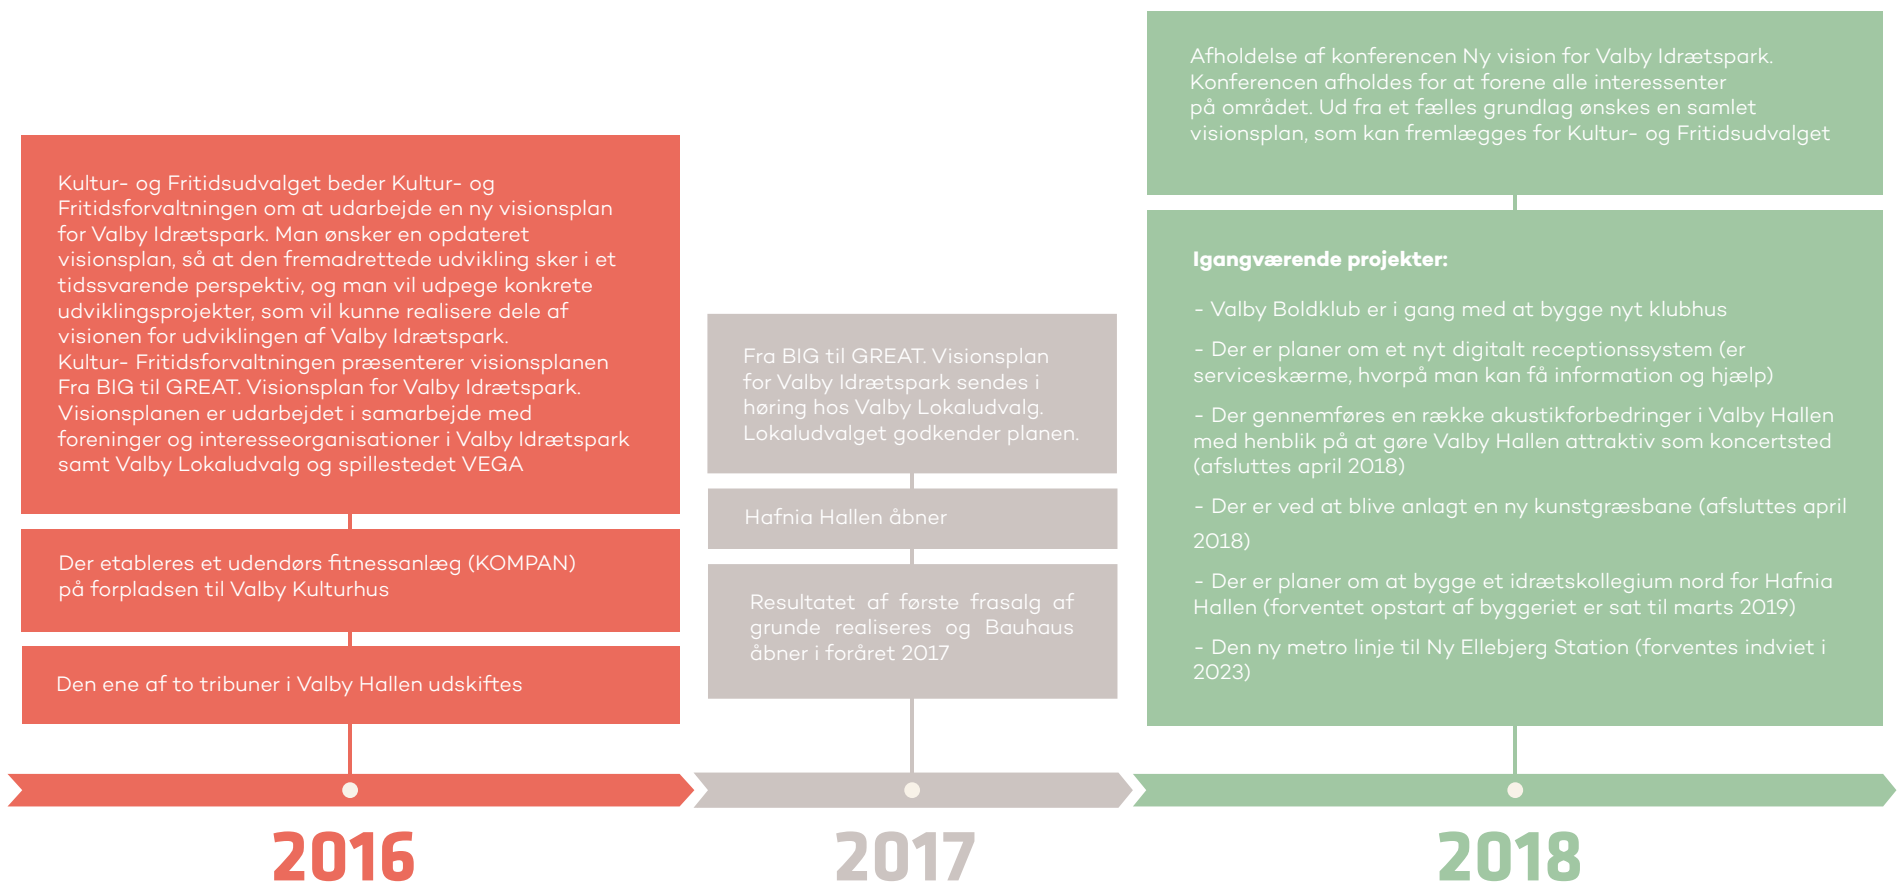 Kultur- og Fritidsudvalget beder Kultur- og
Fritidsforvaltningen om at udarbejde en ny visionsplan
for Valby Idrætspark. Man ønsker en opdateret
visionsplan, så at den fremadrettede udvikling sker i et
tidssvarende perspektiv, og man vil udpege konkrete
udviklingsprojekter, som vil kunne realisere dele af
visionen for udviklingen af Valby Idrætspark.
Kultur- Fritidsforvaltningen præsenterer visionsplanen
Fra BIG til GREAT. Visionsplan for Valby Idrætspark.
Visionsplanen er udarbejdet i samarbejde med
foreninger og interesseorganisationer i Valby Idrætspark
samt Valby Lokaludvalg og spillestedet VEGA
Der etableres et udendørs fitnessanlæg (KOMPAN)
på forpladsen til Valby Kulturhus
Den ene af to tribuner i Valby Hallen udskiftes
2016
Fra BIG til GREAT. Visionsplan
for Valby Idrætspark sendes i
høring hos Valby Lokaludvalg.
Lokaludvalget godkender planen.
Hafnia Hallen åbner
Resultatet af første frasalg af
grunde realiseres og Bauhaus
åbner i foråret 2017
2017
Afholdelse af konferencen Ny vision for Valby Idrætspark.
Konferencen afholdes for at forene alle interessenter
på området. Ud fra et fælles grundlag ønskes en samlet
visionsplan, som kan fremlægges for Kultur- og Fritidsudvalget
Igangværende projekter:
- Valby Boldklub er i gang med at bygge nyt klubhus
- Der er planer om et nyt digitalt receptionssystem (er
serviceskærme, hvorpå man kan få information og hjælp)
- Der gennemføres en række akustikforbedringer i Valby Hallen
med henblik på at gøre Valby Hallen attraktiv som koncertsted
(afsluttes april 2018)
- Der er ved at blive anlagt en ny kunstgræsbane (afsluttes april
2018)
- Der er planer om at bygge et idrætskollegium nord for Hafnia
Hallen (forventet opstart af byggeriet er sat til marts 2019)
- Den ny metro linje til Ny Ellebjerg Station (forventes indviet i
2023)
2018